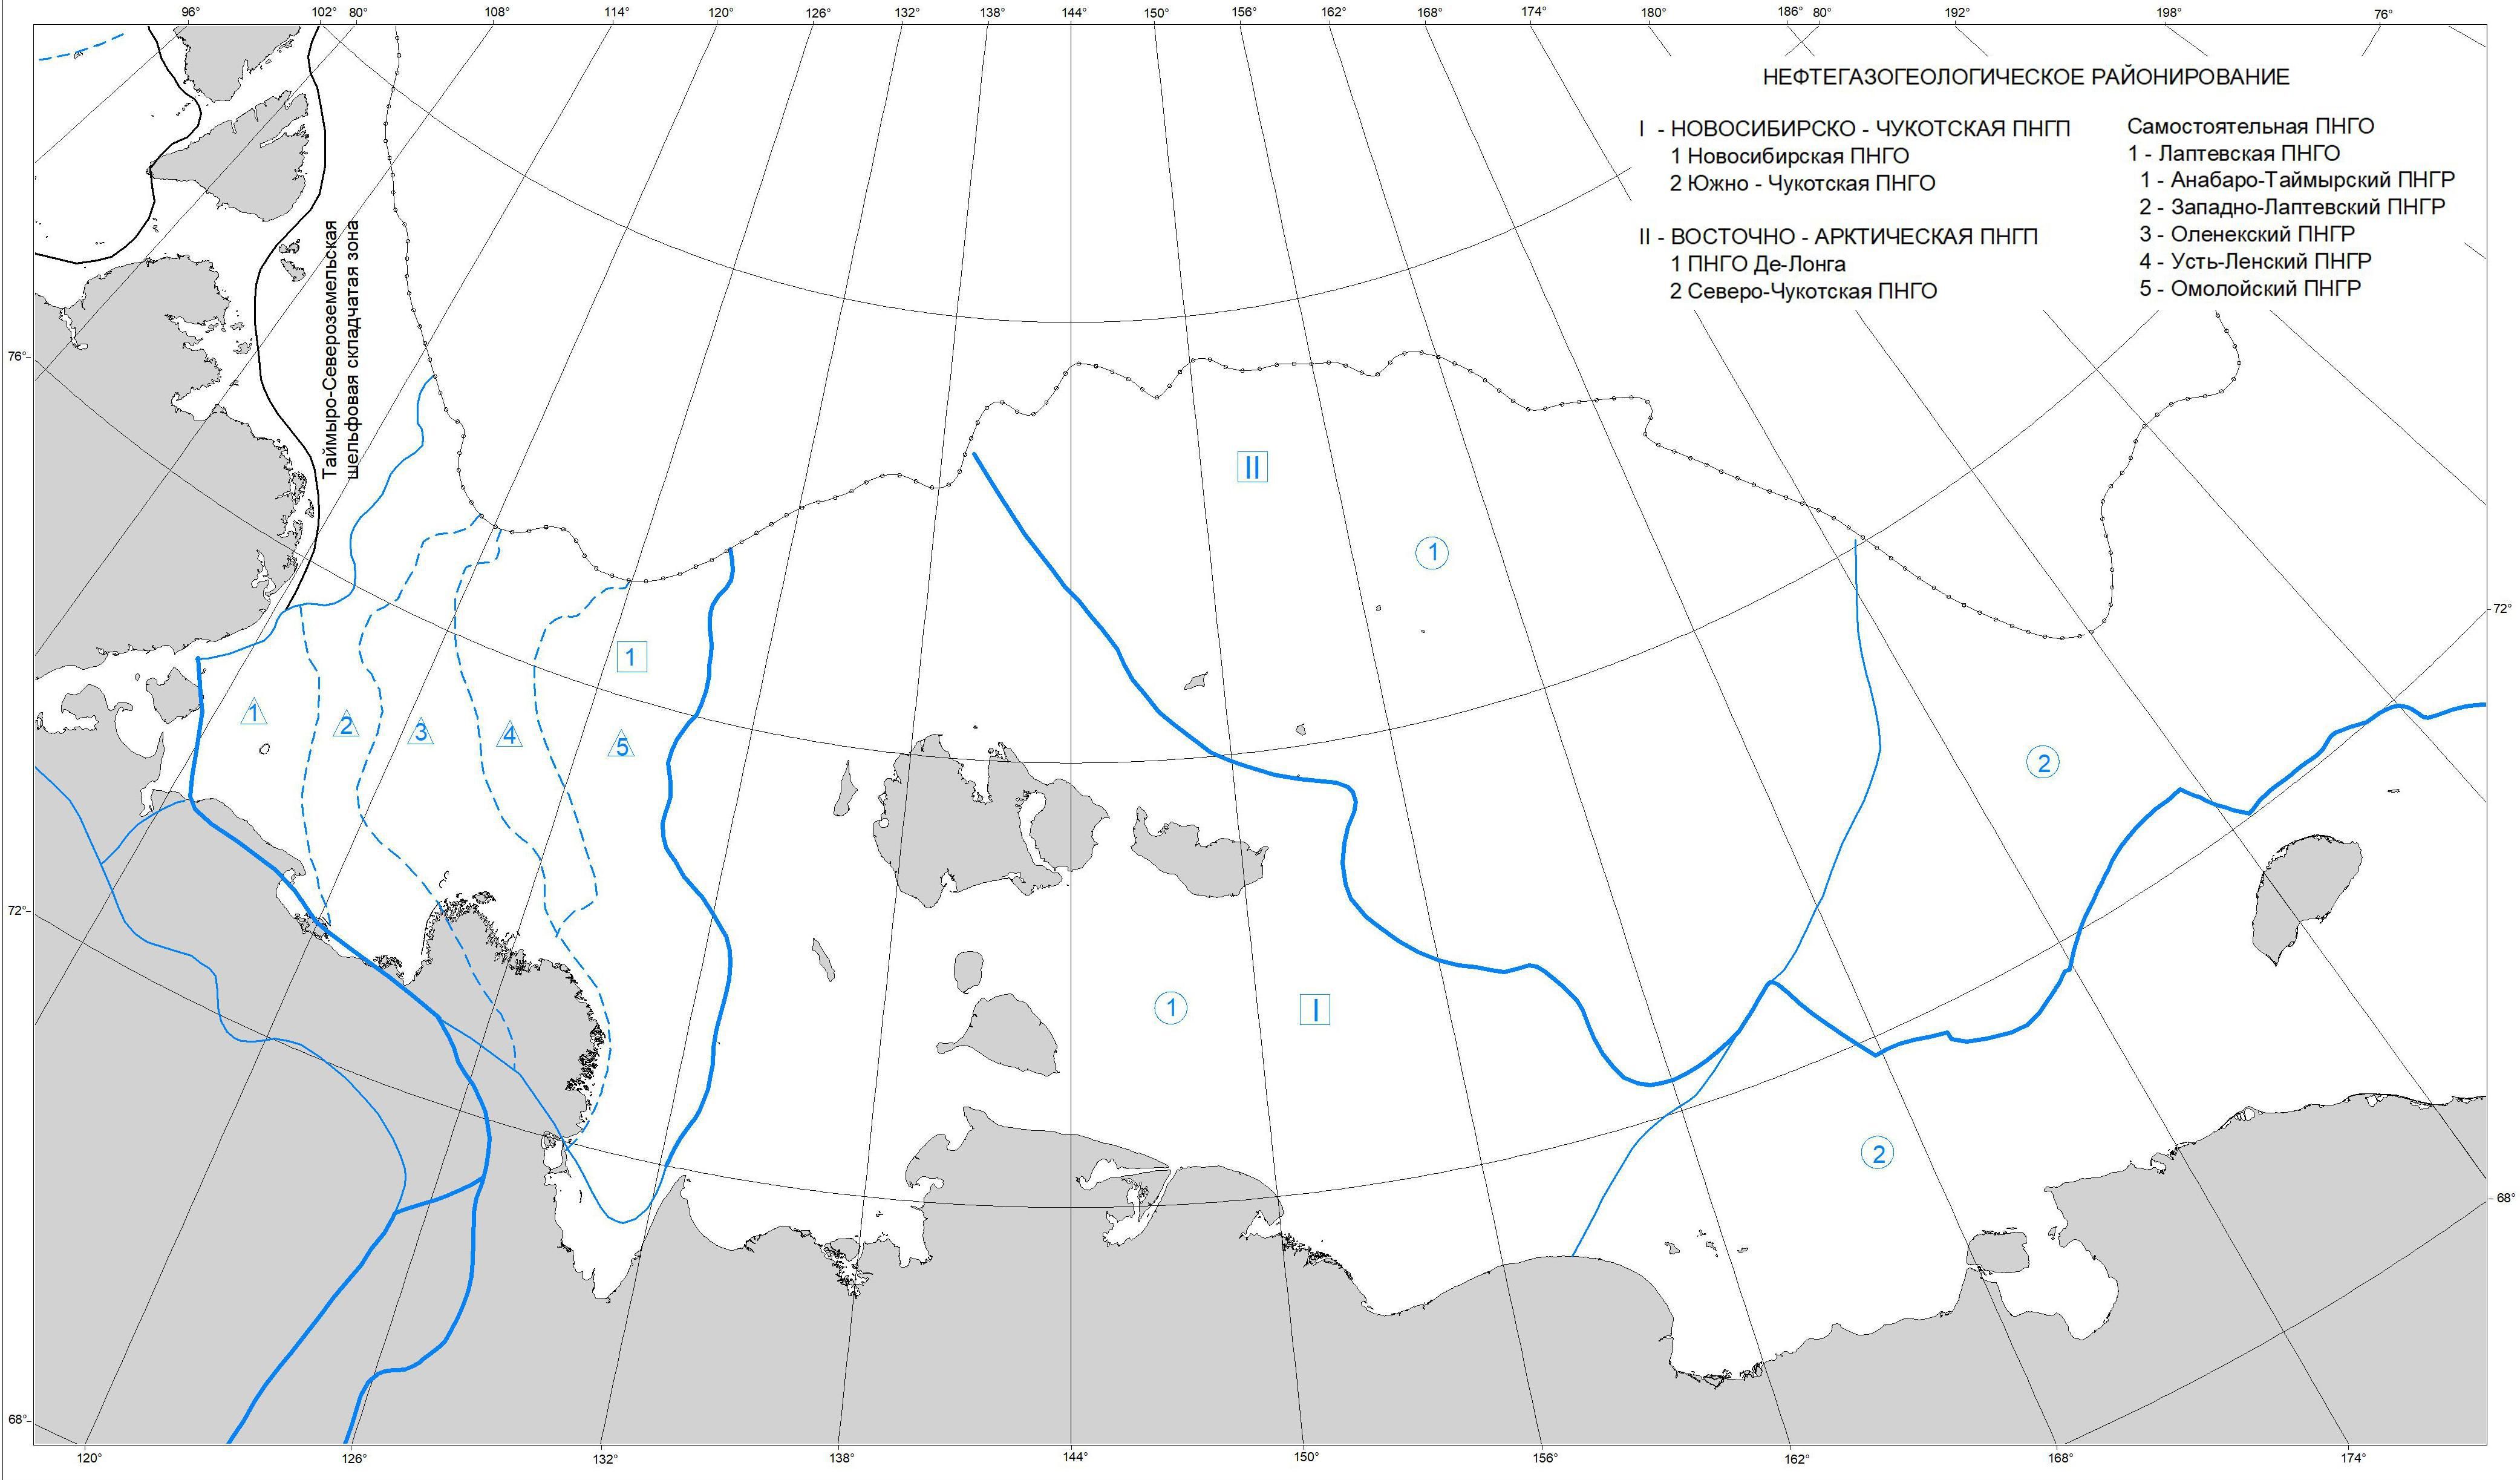 96° 102° 80° 108° 114° 120° 126° 132° 138° 144° 150° 156° 162° 168° 174° 180° 186° 80° 192° 198° 76°
НЕФТЕГАЗОГЕОЛОГИЧЕСКОЕ РАЙОНИРОВАНИЕ
I - НОВОСИБИРСКО - ЧУКОТСКАЯ ПНГП
1 Новосибирская ПНГО
2 Южно - Чукотская ПНГО
II - ВОСТОЧНО - АРКТИЧЕСКАЯ ПНГП
1 ПНГО Де-Лонга
2 Северо-Чукотская ПНГО
Самостоятельная ПНГО
1 - Лаптевская ПНГО
1 - Анабаро-Таймырский ПНГР
2 - Западно-Лаптевский ПНГР
3 - Оленекский ПНГР
4 - Усть-Ленский ПНГР
5 - Омолойский ПНГР
Таймыро-Североземельская
шельфовая складчатая зона
76°
II
1
72°
1
1
2
3
4
5
2
72°
1
I
2
68°
68°
120° 126° 132° 138° 144° 150° 156° 162° 168° 174°